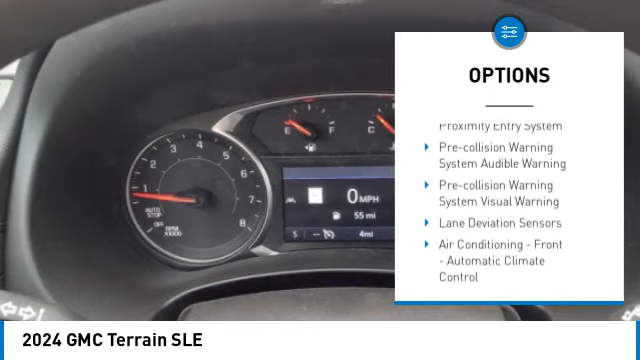 OPTIONS
Proximity Entry System
Pre-collision Warning
System Audible Warning
Pre-collision Warning
System Visual Warning
Lane Deviation Sensors
Air Conditioning - Front
- Automatic Climate
Control
1
2
3
4
5
6
7
8
AUTO
STOP
OFF
RPM
X1000
E
F
C
0 MPH
55 mi
S
--
4mi
2024 GMC Terrain SLE